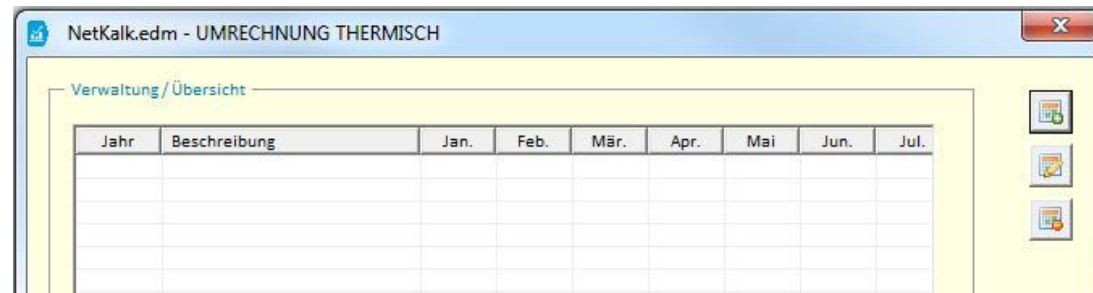 NetKalk.edm - UMRECHNUNG THERMISCH
Verwaltung/Übersicht
Jahr Beschreibung Jan. Feb. Mär. Apr. Mai Jun. Jul.